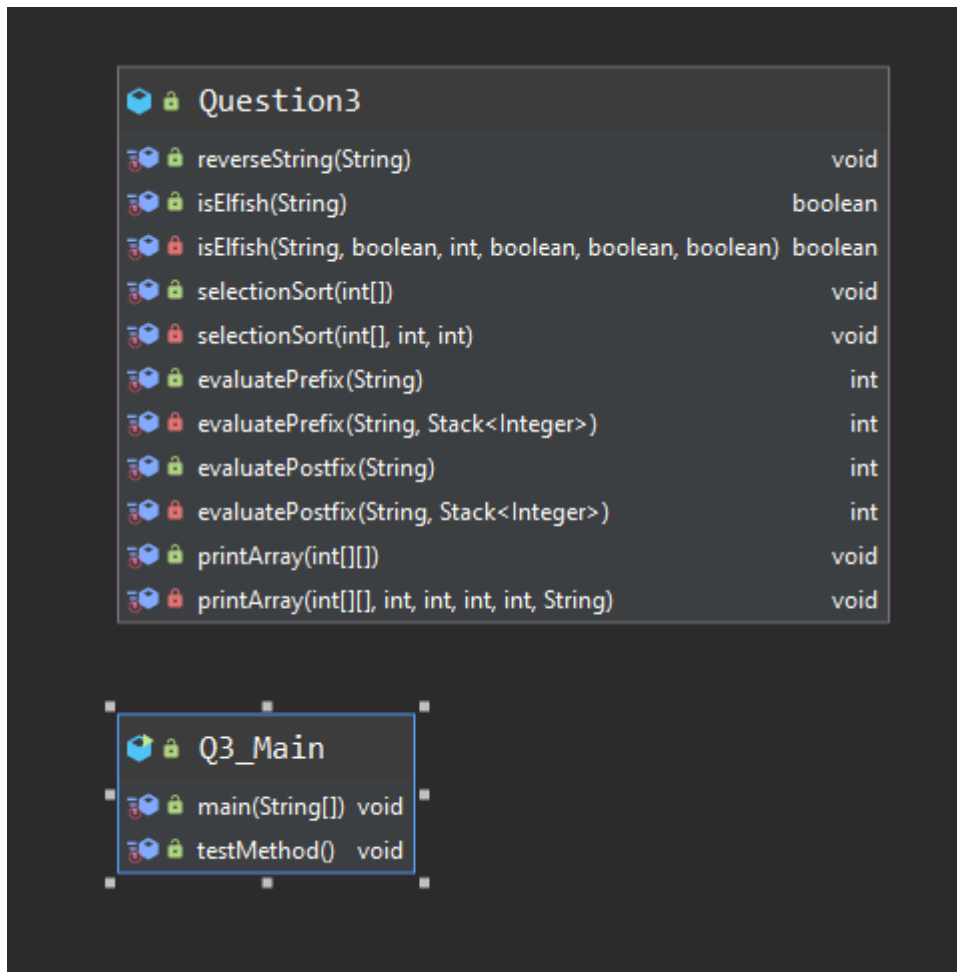 Question3
reverseString(String) void
isElfish(String) boolean
isElfish(String, boolean, int, boolean, boolean, boolean) boolean
selectionSort(int[]) void
selectionSort(int[], int, int) void
evaluatePrefix(String) int
evaluatePrefix(String, Stack<Integer>) int
evaluatePostfix(String) int
evaluatePostfix(String, Stack<Integer>) int
printArray(int[][]) void
printArray(int[][], int, int, int, int, String) void
Q3_Main
main(String[]) void
testMethod() void